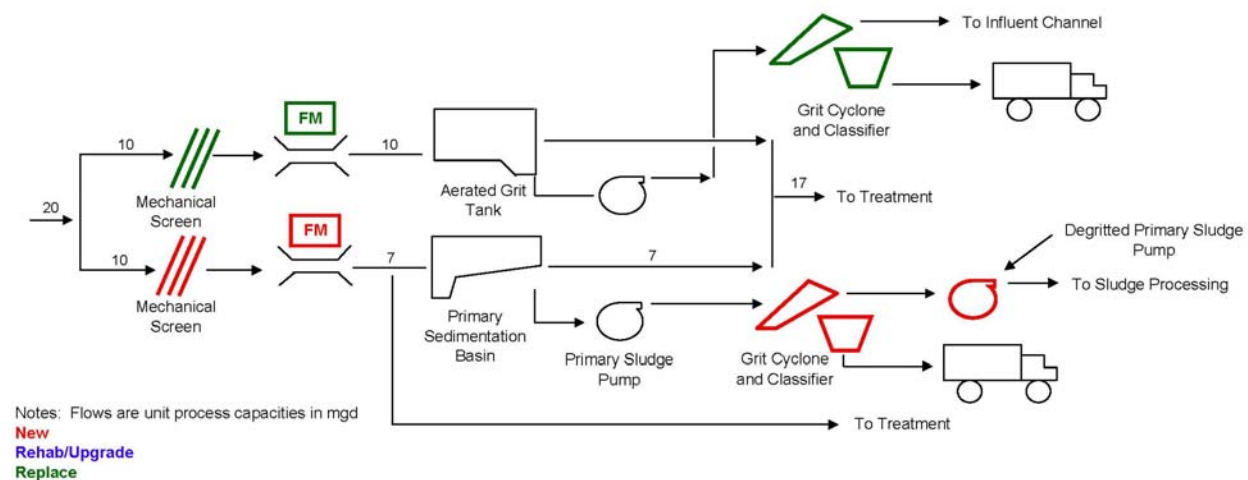 To Influent Channel
Grit Cyclone
and Classifier
FM
10
10
Mechanical
Screen
Aerated Grit
Tank
17
To Treatment
20
FM
10
7
7
Mechanical
Screen
Primary
Sedimentation
Basin
Primary Sludge
Pump
Grit Cyclone
and Classifier
Degritted Primary Sludge
Pump
To Sludge Processing
To Treatment
Notes: Flows are unit process capacities in mgd
New
Rehab/Upgrade
Replace